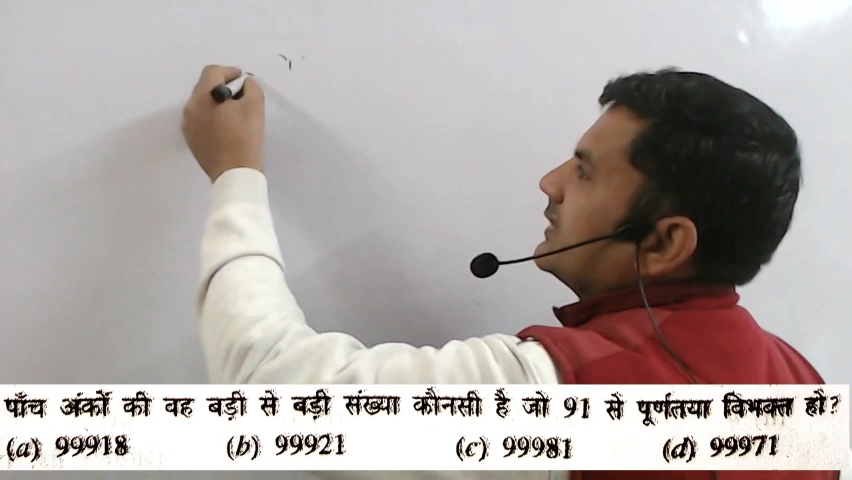 पाँच अंकों की वह बड़ी से बड़ी संख्या कौनसी है जो 91 से पूर्णतया विभक्त हो?
(a) 99918 (b) 99921 (c) 99981 (d) 99971